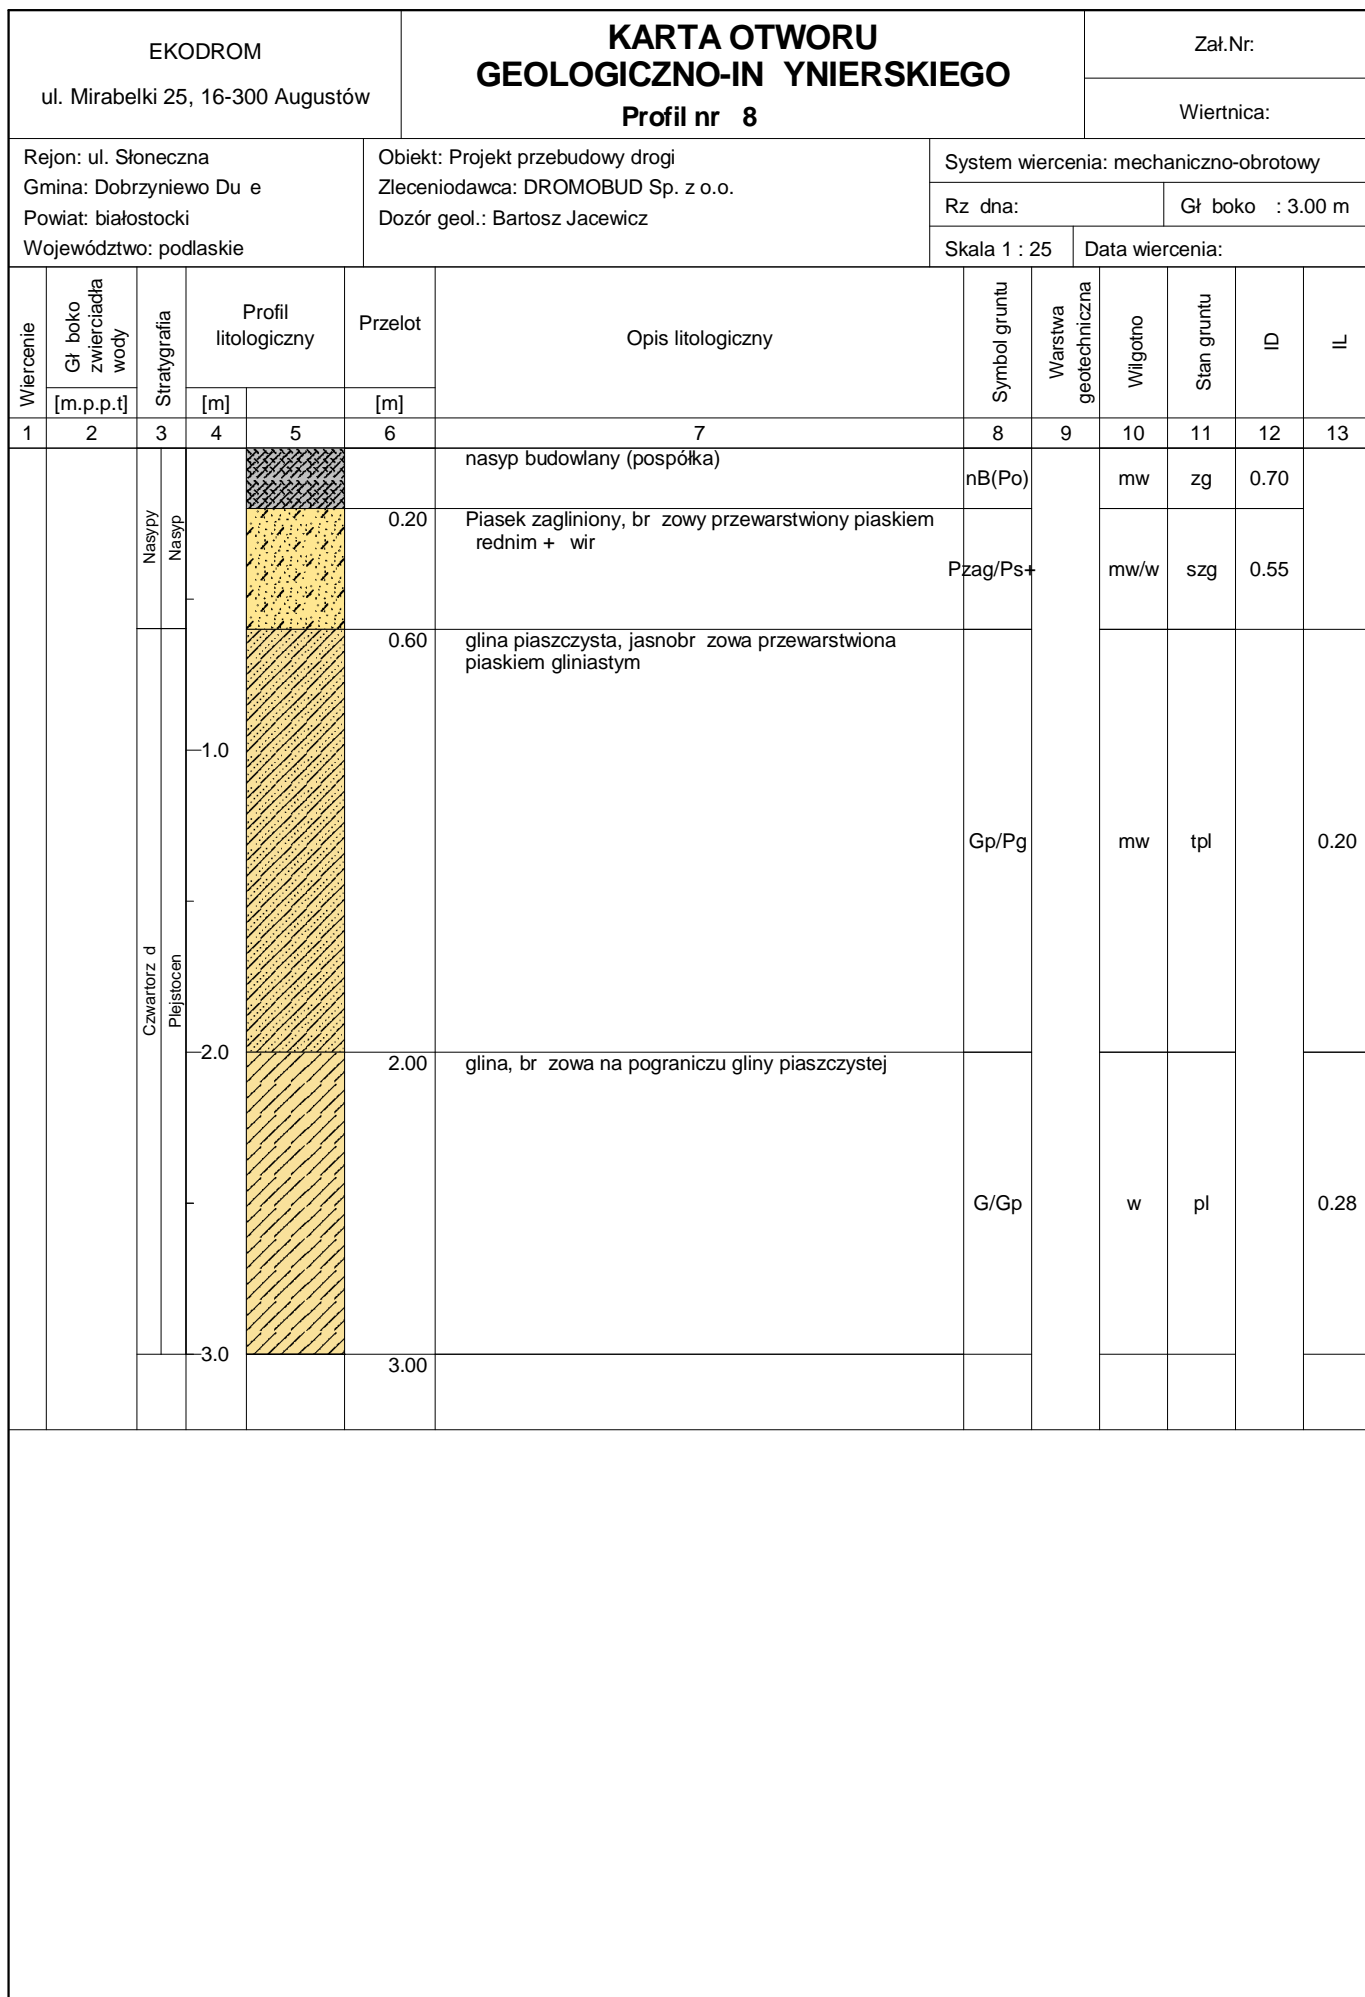 EKODROM
ul. Mirabelki 25, 16-300 Augustów
KARTA OTWORU
GEOLOGICZNO-IN YNIERSKIEGO
Profil nr 8
Zał.Nr:
Wiertnica:
Rejon: ul. Słoneczna
Gmina: Dobrzyniewo Du e
Powiat: białostocki
Województwo: podlaskie
Obiekt: Projekt przebudowy drogi
Zleceniodawca: DROMOBUD Sp. z o.o.
Dozór geol.: Bartosz Jacewicz
System wiercenia: mechaniczno-obrotowy
Rz dna:
Gł boko : 3.00 m
Skala 1 : 25
Data wiercenia:
Wiercenie
Gł boko
zwierciadła
wody
[m.p.p.t]
Stratygrafia
Profil
litologiczny
[m]
Przelot
[m]
Opis litologiczny
Symbol gruntu
Warstwa
geotechniczna
Wilgotno
Stan gruntu
ID
IL
1 2 3 4 5 6 7 8 9 10 11 12 13
nasyp budowlany (pospółka)
nB(Po) mw zg 0.70
Nasypy
Nasyp
0.20 Piasek zagliniony, br zowy przewarstwiony piaskiem
rednim + wir
Pzag/Ps+ mw/w szg 0.55
0.60 glina piaszczysta, jasnobr zowa przewarstwiona
piaskiem gliniastym
1.0
Gp/Pg mw tpl 0.20
Czwartorz d
Plejstocen
2.0
2.00 glina, br zowa na pograniczu gliny piaszczystej
G/Gp w pl 0.28
3.0
3.00